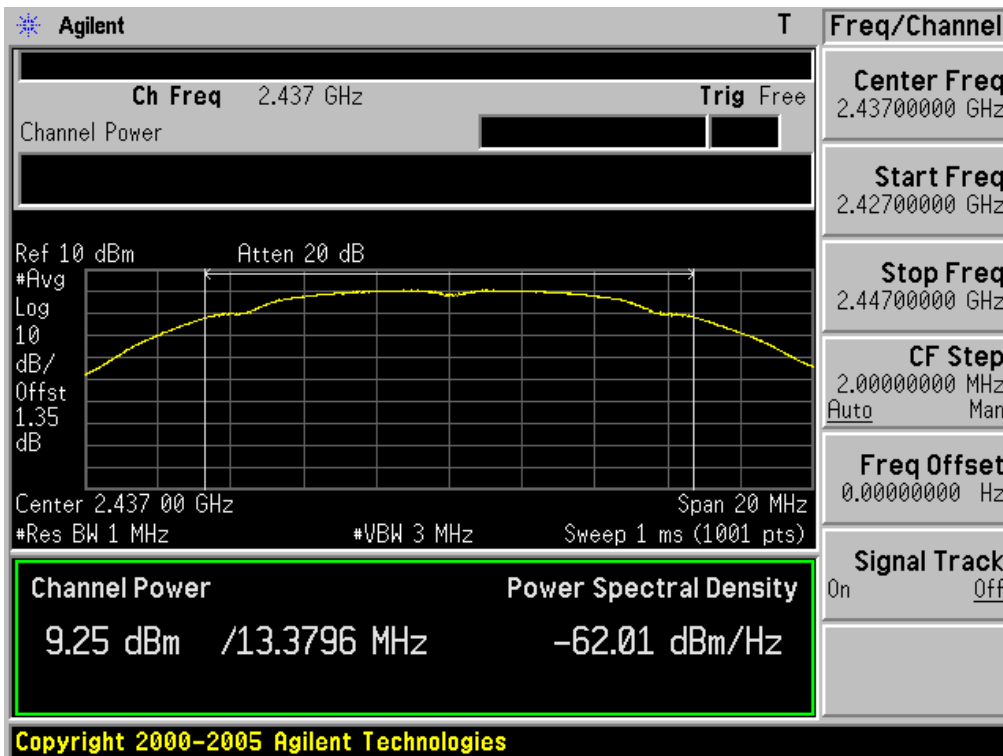 Agilent
T
Ch Freq 2.437 GHz
Trig Free
Channel Power
Ref 10 dBm
Atten 20 dB
#Avg
Log
10
dB/
Offst
1.35
dB
Center 2.437 00 GHz
Span 20 MHz
#Res BW 1 MHz
#VBW 3 MHz
Sweep 1 ms (1001 pts)
Channel Power
Power Spectral Density
9.25 dBm /13.3796 MHz
-62.01 dBm/Hz
Copyright 2000-2005 Agilent Technologies
Freq/Channel
Center Freq
2.43700000 GHz
Start Freq
2.42700000 GHz
Stop Freq
2.44700000 GHz
CF Step
2.00000000 MHz
Auto Man
Freq Offset
0.00000000 Hz
Signal Track
On Off